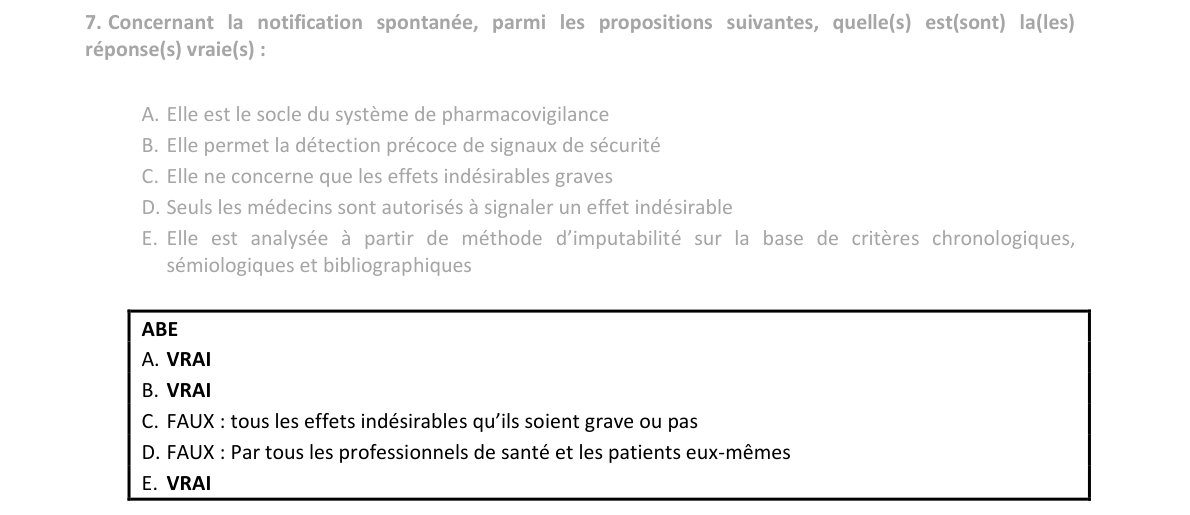 7. Concernant la notification spontanée, parmi les propositions suivantes, quelle(s) est(sont) la(les)
réponse(s) vraie(s) :
A. Elle est le socle du système de pharmacovigilance
B. Elle permet la détection précoce de signaux de sécurité
C. Elle ne concerne que les effets indésirables graves
D. Seuls les médecins sont autorisés à signaler un effet indésirable
E. Elle est analysée à partir de méthode d’imputabilité sur la base de critères chronologiques,
sémiologiques et bibliographiques
ABE
A. VRAI
B. VRAI
C. FAUX : tous les effets indésirables qu’ils soient grave ou pas
D. FAUX : Par tous les professionnels de santé et les patients eux-mêmes
E. VRAI